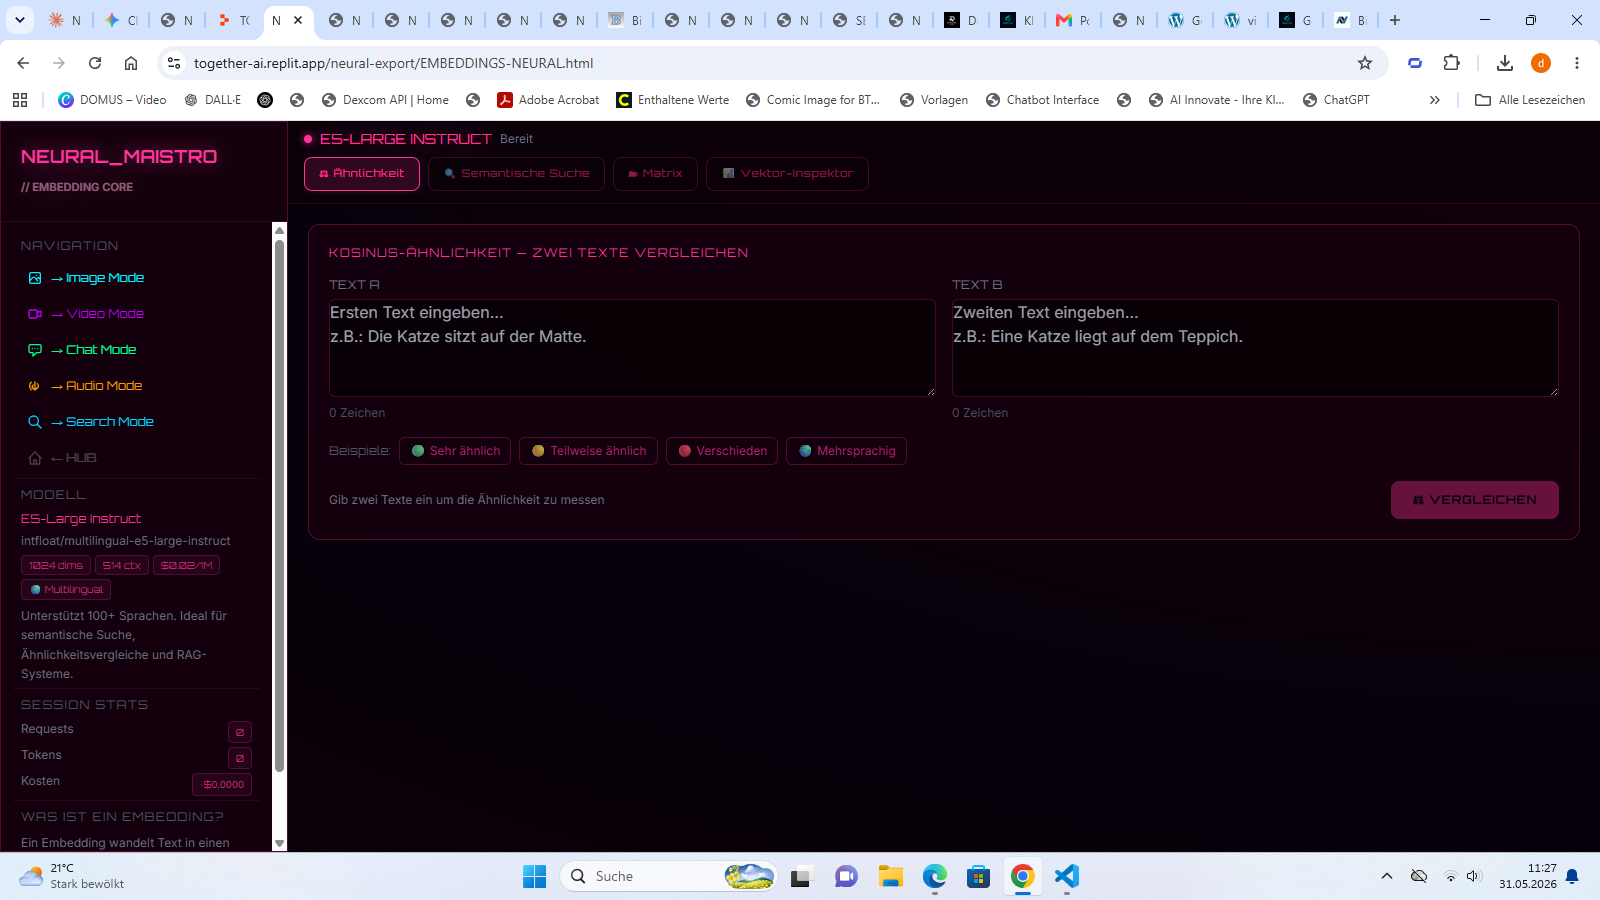 N
Cl
N
TC
N
N
N
N
N
N
Bi
N
N
N
SE
N
D
Kl
Po
N
G
vi
G
Bi
together-ai.replit.app/neural-export/EMBEDDINGS-NEURAL.html
d
DOMUS – Video
DALL·E
Dexcom API | Home
Adobe Acrobat
Enthaltene Werte
Comic Image for BT...
Vorlagen
Chatbot Interface
AI Innovate - Ihre KI...
ChatGPT
Alle Lesezeichen
NEURAL_MAISTRO
// EMBEDDING CORE
NAVIGATION
→ Image Mode
→ Video Mode
→ Chat Mode
→ Audio Mode
→ Search Mode
← HUB
MODELL
E5-Large Instruct
intfloat/multilingual-e5-large-instruct
1024 dims
514 ctx
$0.02/1M
Multilingual
Unterstützt 100+ Sprachen. Ideal für
semantische Suche,
Ähnlichkeitsvergleiche und RAG-
Systeme.
SESSION STATS
Requests 0
Tokens 0
Kosten ~$0.0000
WAS IST EIN EMBEDDING?
Ein Embedding wandelt Text in einen
E5-LARGE INSTRUCT Bereit
Ähnlichkeit
Semantische Suche
Matrix
Vektor-Inspektor
KOSINUS-ÄHNLICHKEIT — ZWEI TEXTE VERGLEICHEN
TEXT A
Ersten Text eingeben...
z.B.: Die Katze sitzt auf der Matte.
0 Zeichen
TEXT B
Zweiten Text eingeben...
z.B.: Eine Katze liegt auf dem Teppich.
0 Zeichen
Beispiele:
Sehr ähnlich
Teilweise ähnlich
Verschieden
Mehrsprachig
Gib zwei Texte ein um die Ähnlichkeit zu messen
VERGLEICHEN
21°C
Stark bewölkt
Suche
11:27
31.05.2026